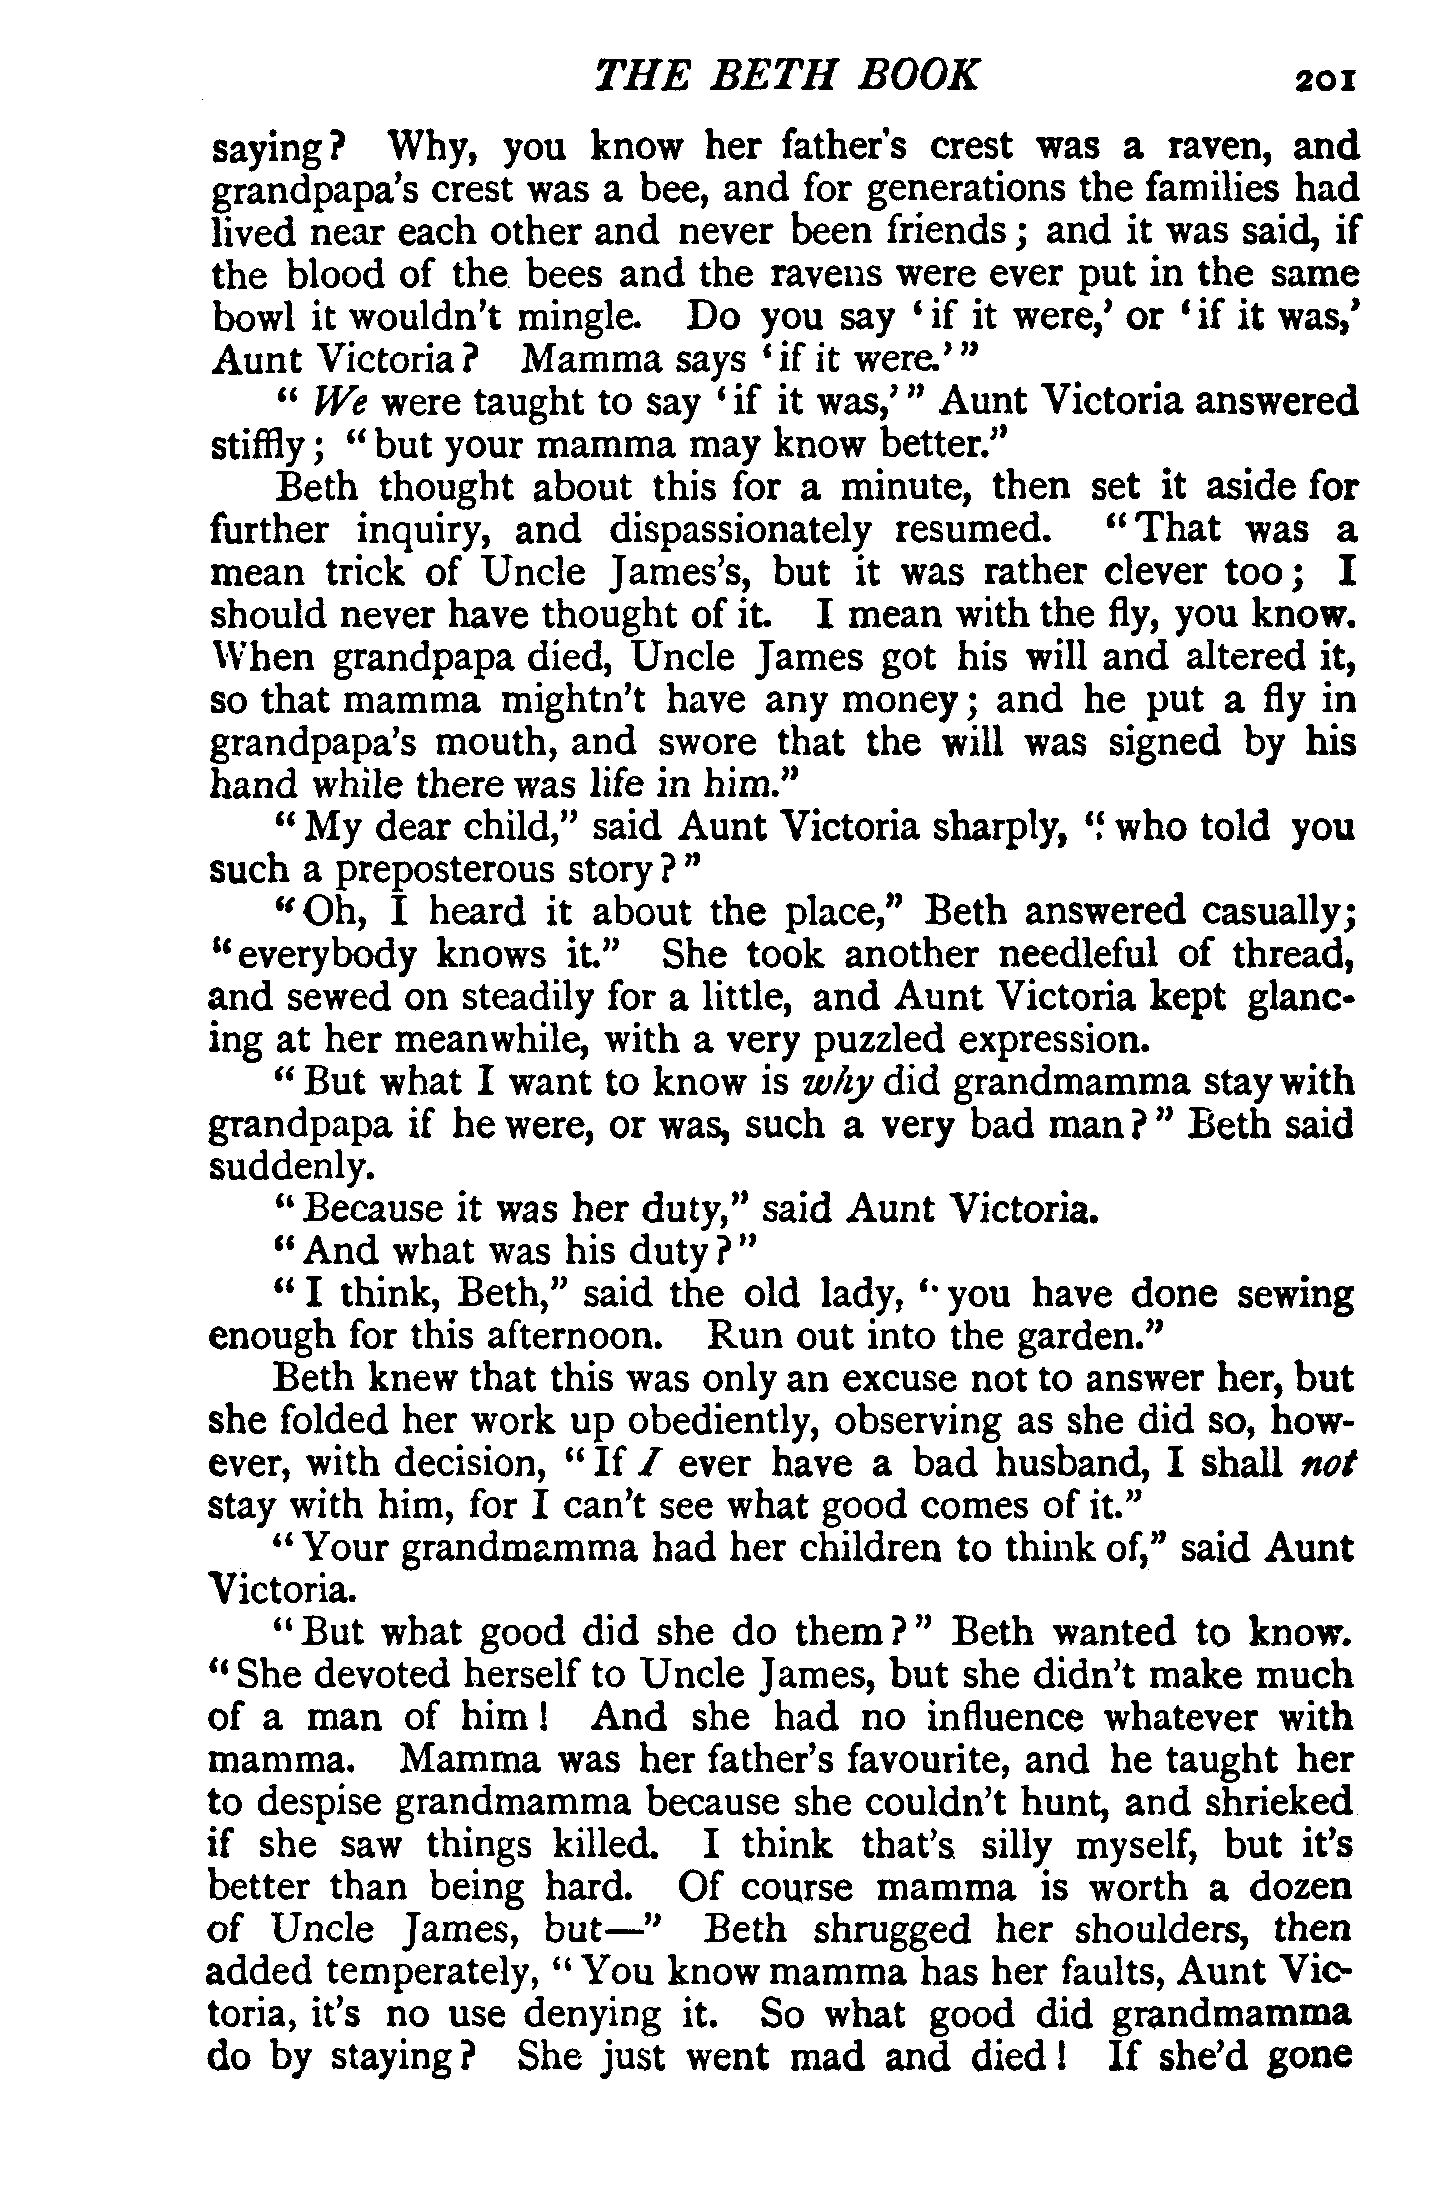 THE BETH BOOK 201
saying? Why, you know her father's crest was a raven, and
grandpapa's crest was a bee, and for generations the families had
lived near each other and never been friends; and it was said, if
the blood of the bees and the ravens were ever put in the same
bowl it wouldn't mingle. Do you say 'if it were,' or 'if it was,'
Aunt Victoria? Mamma says 'if it were.'"
"We were taught to say 'if it was,'" Aunt Victoria answered
stiffly; "but your mamma may know better."
Beth thought about this for a minute, then set it aside for
further inquiry, and dispassionately resumed. "That was a
mean trick of Uncle James's, but it was rather clever too; I
should never have thought of it. I mean with the fly, you know.
When grandpapa died, Uncle James got his will and altered it,
so that mamma mightn't have any money; and he put a fly in
grandpapa's mouth, and swore that the will was signed by his
hand while there was life in him."
"My dear child," said Aunt Victoria sharply, "who told you
such a preposterous story?"
"Oh, I heard it about the place," Beth answered casually;
"everybody knows it." She took another needleful of thread,
and sewed on steadily for a little, and Aunt Victoria kept glanc-
ing at her meanwhile, with a very puzzled expression.
"But what I want to know is why did grandmamma stay with
grandpapa if he were, or was, such a very bad man?" Beth said
suddenly.
"Because it was her duty," said Aunt Victoria.
"And what was his duty?"
"I think, Beth," said the old lady, "you have done sewing
enough for this afternoon. Run out into the garden."
Beth knew that this was only an excuse not to answer her, but
she folded her work up obediently, observing as she did so, how-
ever, with decision, "If I ever have a bad husband, I shall not
stay with him, for I can't see what good comes of it."
"Your grandmamma had her children to think of," said Aunt
Victoria.
"But what good did she do them?" Beth wanted to know.
"She devoted herself to Uncle James, but she didn't make much
of a man of him! And she had no influence whatever with
mamma. Mamma was her father's favourite, and he taught her
to despise grandmamma because she couldn't hunt, and shrieked
if she saw things killed. I think that's silly myself, but it's
better than being hard. Of course mamma is worth a dozen
of Uncle James, but—" Beth shrugged her shoulders, then
added temperately, "You know mamma has her faults, Aunt Vic-
toria, it's no use denying it. So what good did grandmamma
do by staying? She just went mad and died! If she'd gone